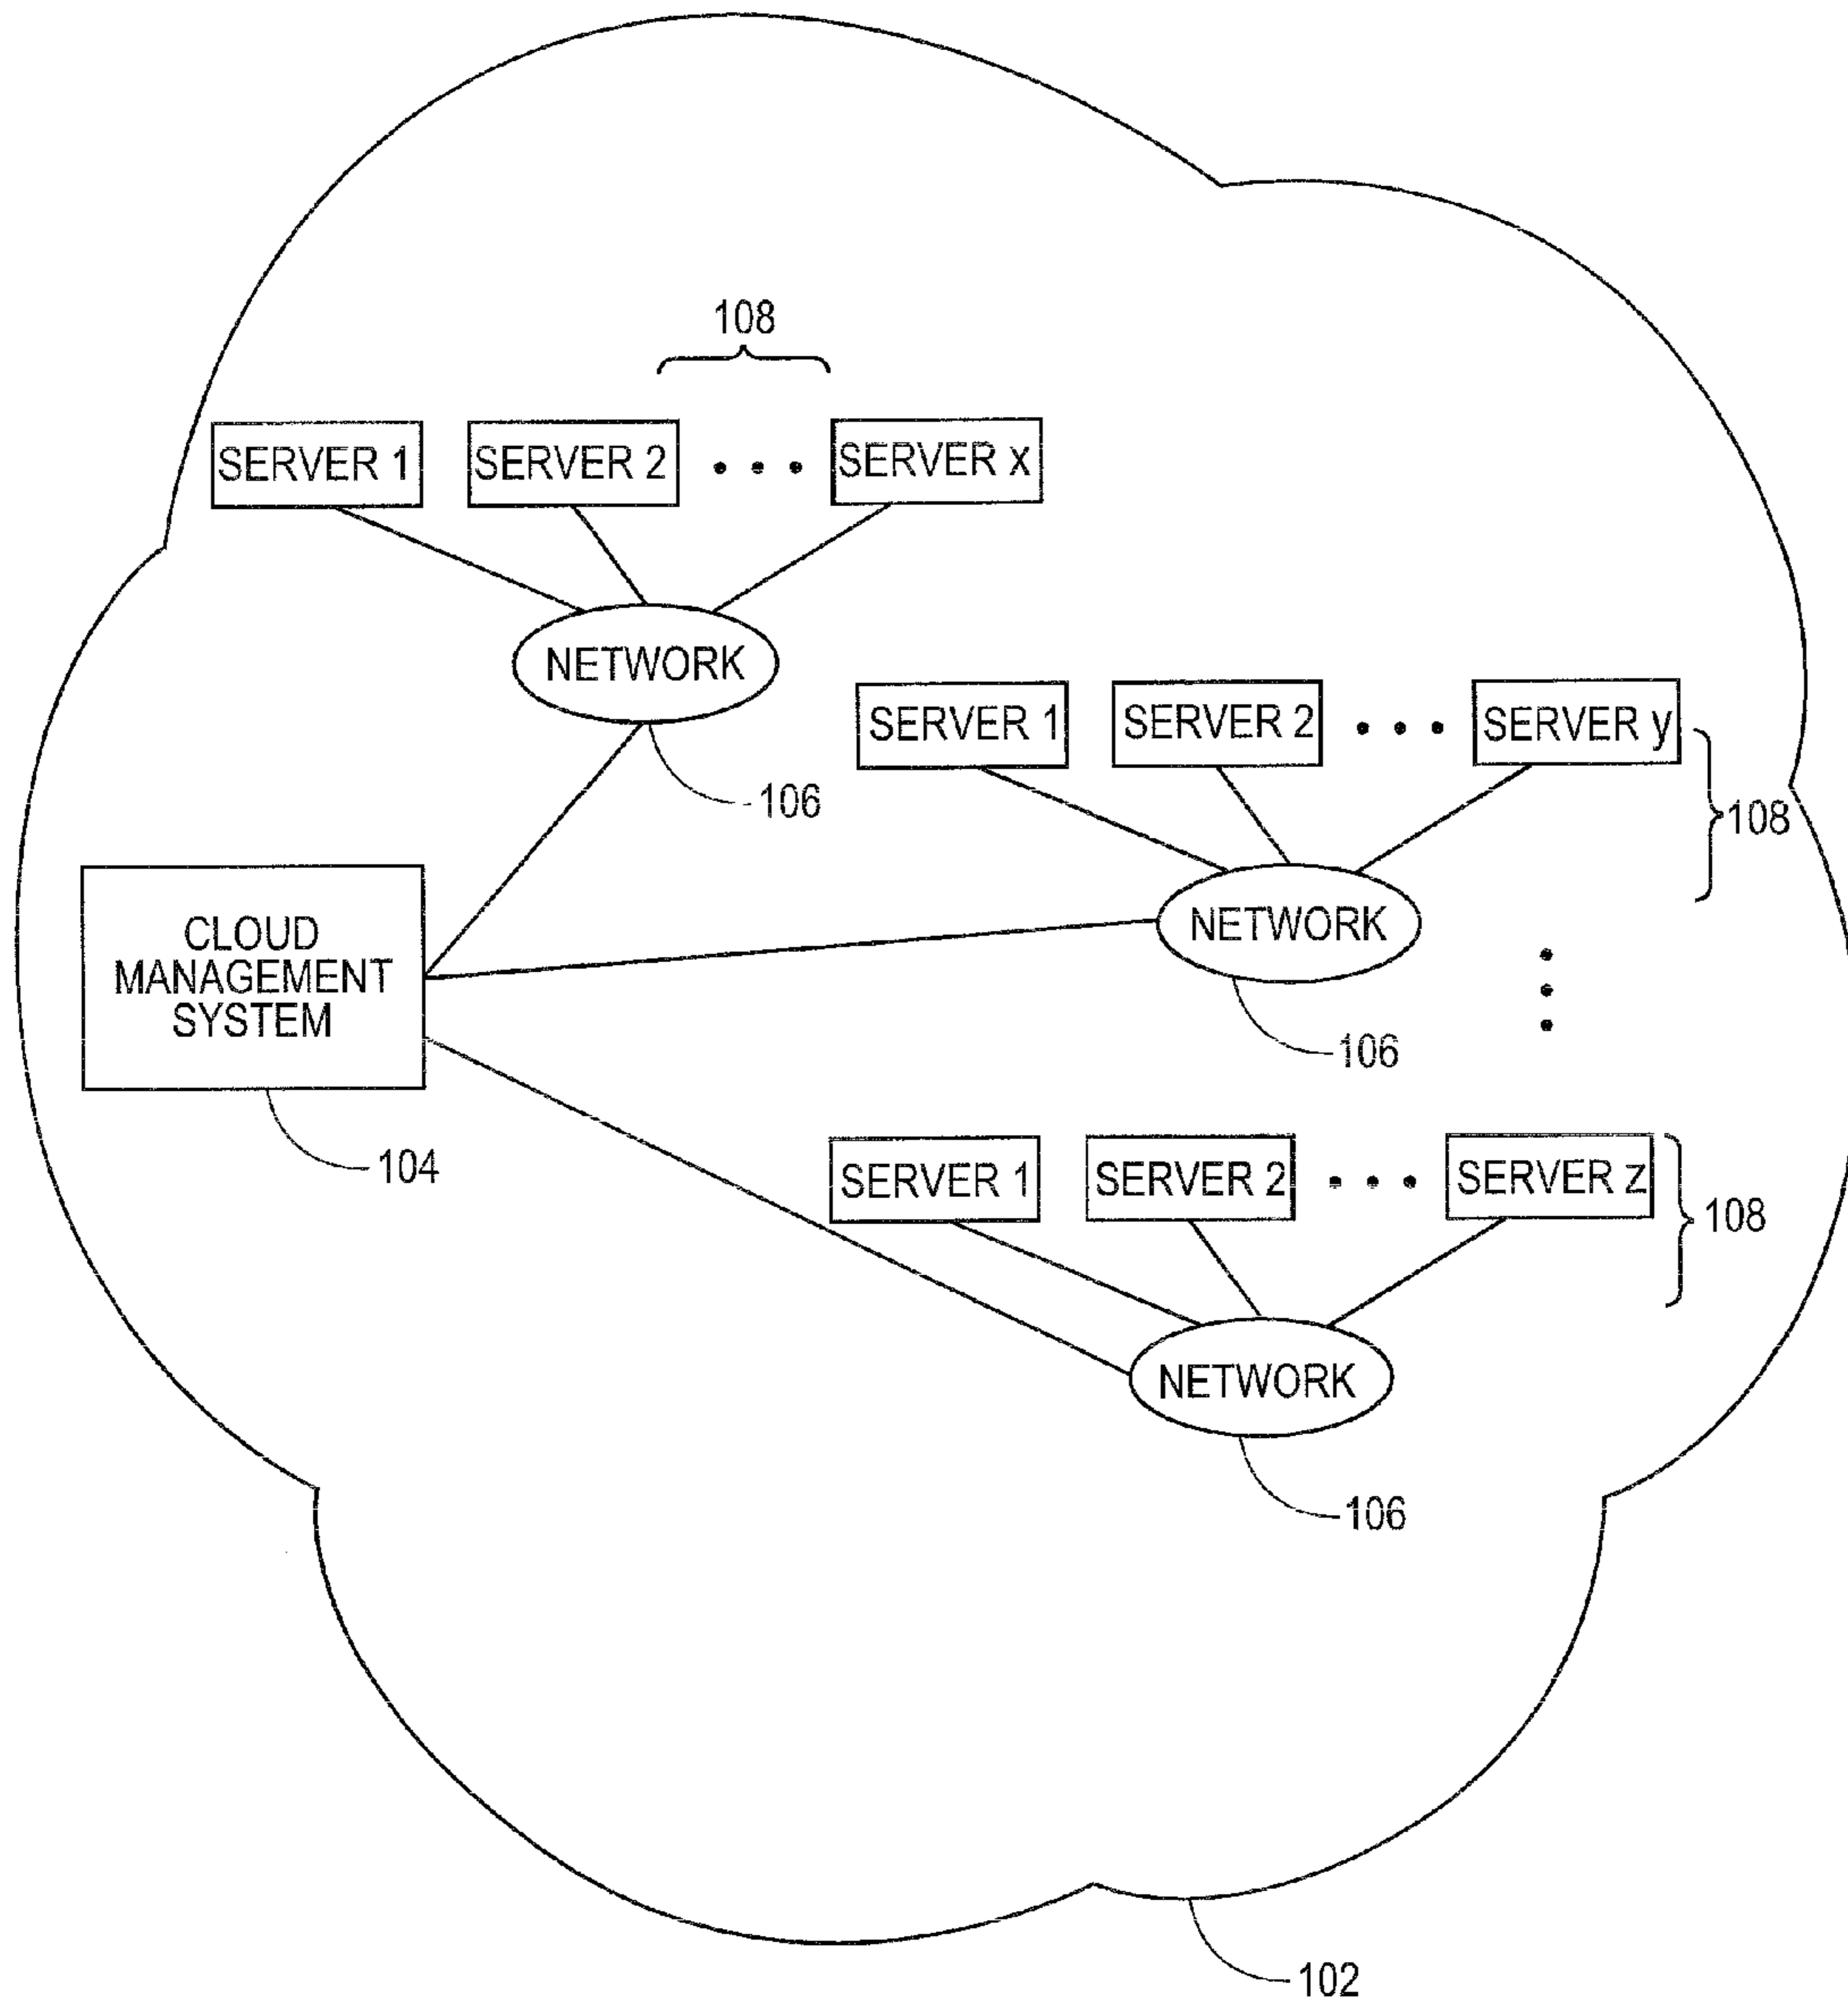 108
SERVER 1
SERVER 2
SERVER x
NETWORK
106
SERVER 1
SERVER 2
SERVER y
108
NETWORK
106
CLOUD
MANAGEMENT
SYSTEM
104
SERVER 1
SERVER 2
SERVER z
108
NETWORK
106
102